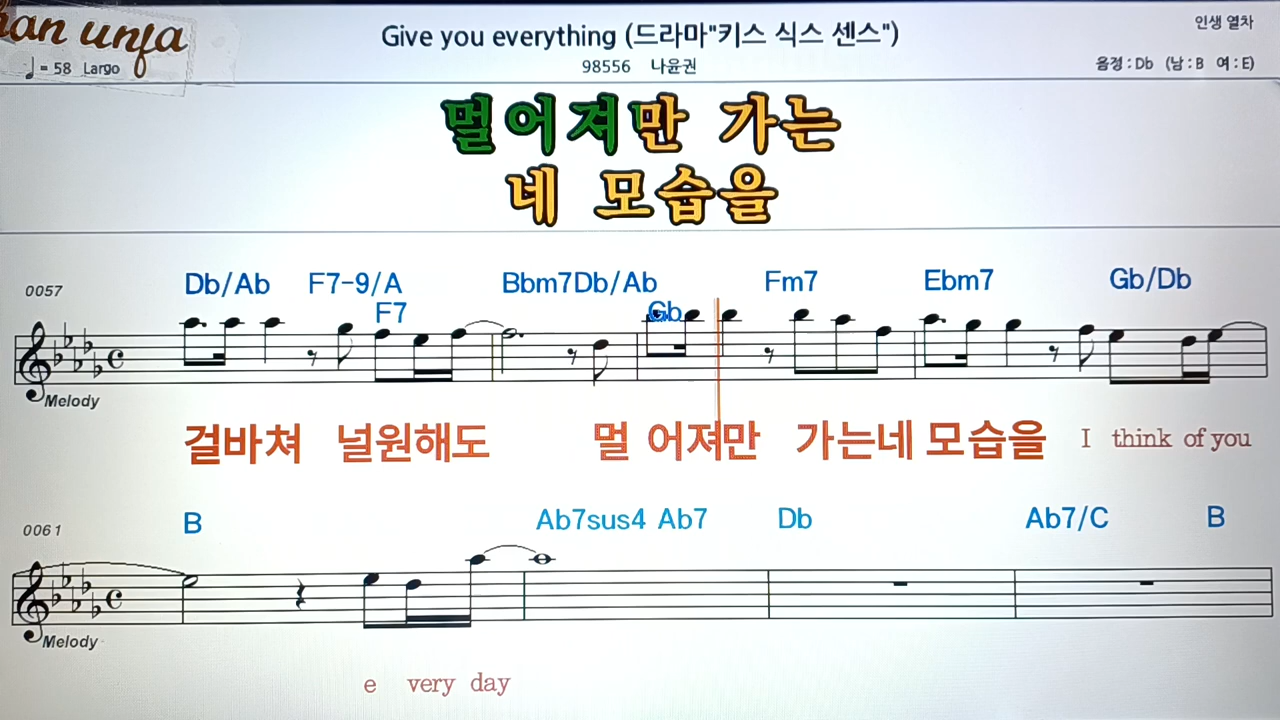 Give you everything (드라마"키스 식스 센스")
인생 열차
= 58 Largo
98556 나윤권
음정 : Db (남 : B 여 : E)
멀어져만 가는
네 모습을
0057
Db/Ab F7-9/A Bbm7 Db/Ab Fm7 Ebm7 Gb/Db
F7 Gb
Melody
걸바쳐 널원해도 멀 어져만 가는네 모습을 I think of you
0061
B Ab7sus4 Ab7 Db Ab7/C B
Melody
e very day